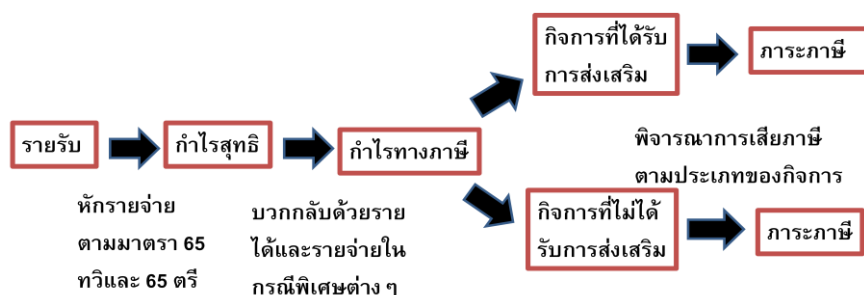 กิจการที่ได้รับ
การส่งเสริม
ภาระภาษี
รายรับ
กำไรสุทธิ
กำไรทางภาษี
พิจารณาการเสียภาษี
ตามประเภทของกิจการ
หักรายจ่าย
ตามมาตรา 65
ทวิและ 65 ตรี
บวกกลับด้วยราย
ได้และรายจ่ายใน
กรณีพิเศษต่าง ๆ
กิจการที่ไม่ได้
รับการส่งเสริม
ภาระภาษี